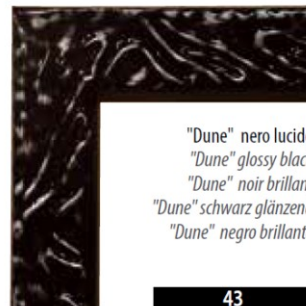 "Dune" nero lucid
"Dune" glossy blac
"Dune" noir brillan
"Dune" schwarz glänzen
"Dune" negro brillant
43